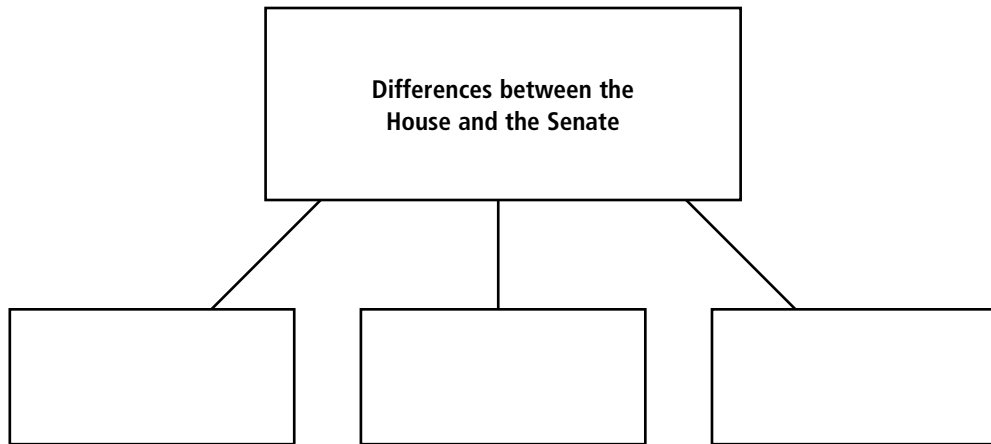 Differences between the
House and the Senate